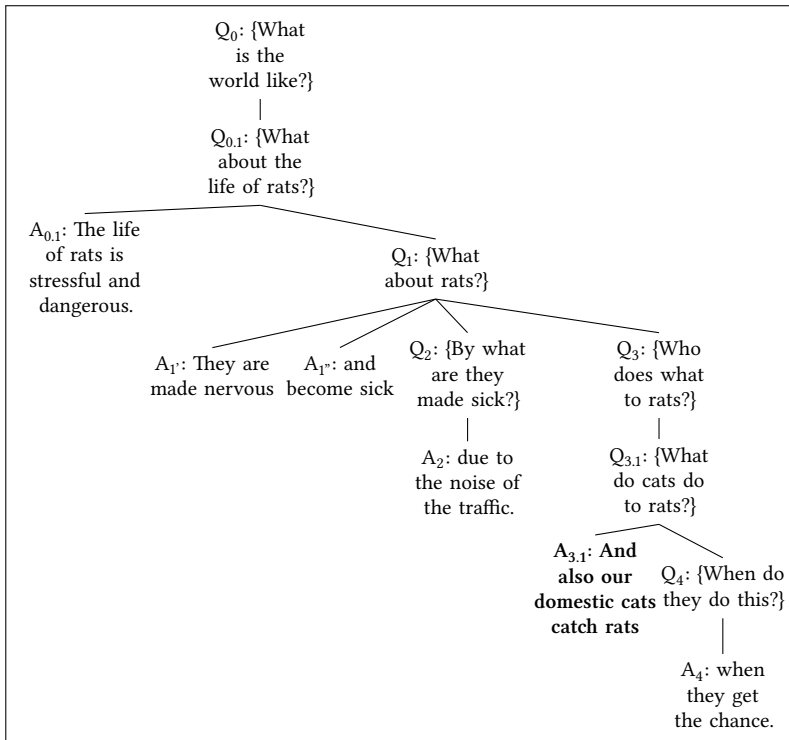 Q₀: {What
is the
world like?}
Q₀.₁: {What
about the
life of rats?}
A₀.₁: The life
of rats is
stressful and
dangerous.
Q₁: {What
about rats?}
A₁’: They are
made nervous
A₁”: and
become sick
Q₂: {By what
are they
made sick?}
A₂: due to
the noise of
the traffic.
Q₃: {Who
does what
to rats?}
Q₃.₁: {What
do cats do
to rats?}
A₃.₁: And
also our
domestic cats
catch rats
Q₄: {When do
they do this?}
A₄: when
they get
the chance.